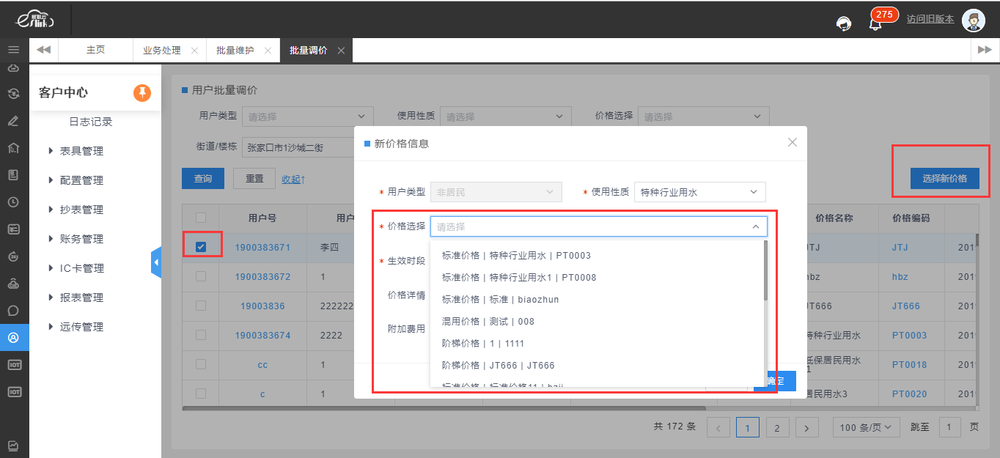 275
访问旧版本
主页
业务处理
批量维护
批量调价
客户中心
日志记录
表具管理
配置管理
抄表管理
账务管理
IC卡管理
报表管理
远传管理
用户批量调价
用户类型 请选择 使用性质 请选择 价格选择 请选择
街道/楼栋 张家口市1沙城二街
查询 重置 收起↑ 选择新价格
用户号 用户 价格名称 价格编码
1900383671 李四 JTJ JTJ 201
1900383672 1 hbz hbz 201
19003836 222222 JT666 JT666 201
1900383674 2222 特种行业用水 PT0003 201
cc 1 低保居民用水1 PT0018 201
c 1 居民用水3 PT0020 201
共 172 条 1 2 100 条/页 跳至 1 页
新价格信息
* 用户类型 非居民 * 使用性质 特种行业用水
* 价格选择 请选择
* 生效时段
价格详情
附加费用
标准价格 | 特种行业用水 | PT0003
标准价格 | 特种行业用水1 | PT0008
标准价格 | 标准 | biaozhun
混用价格 | 测试 | 008
阶梯价格 | 1 | 1111
阶梯价格 | JT666 | JT666
标准价格 | 标准价格11 | bzjj
确定